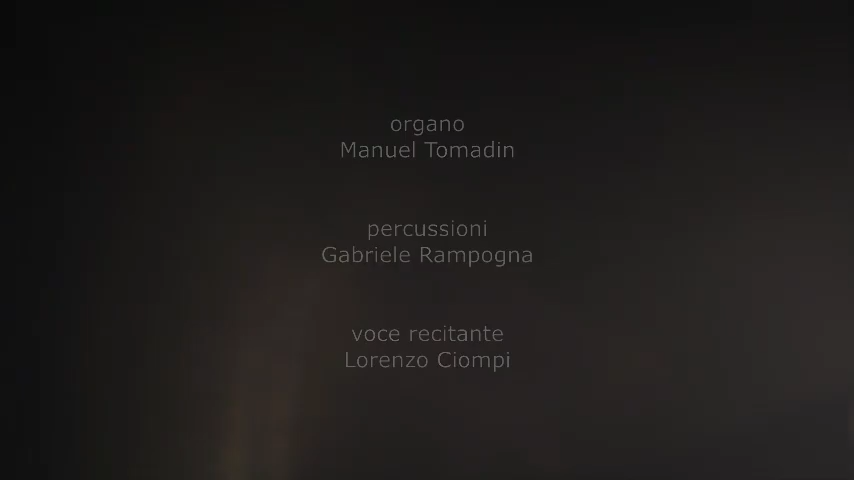 organo
Manuel Tomadin
percussioni
Gabriele Rampogna
voce recitante
Lorenzo Ciompi